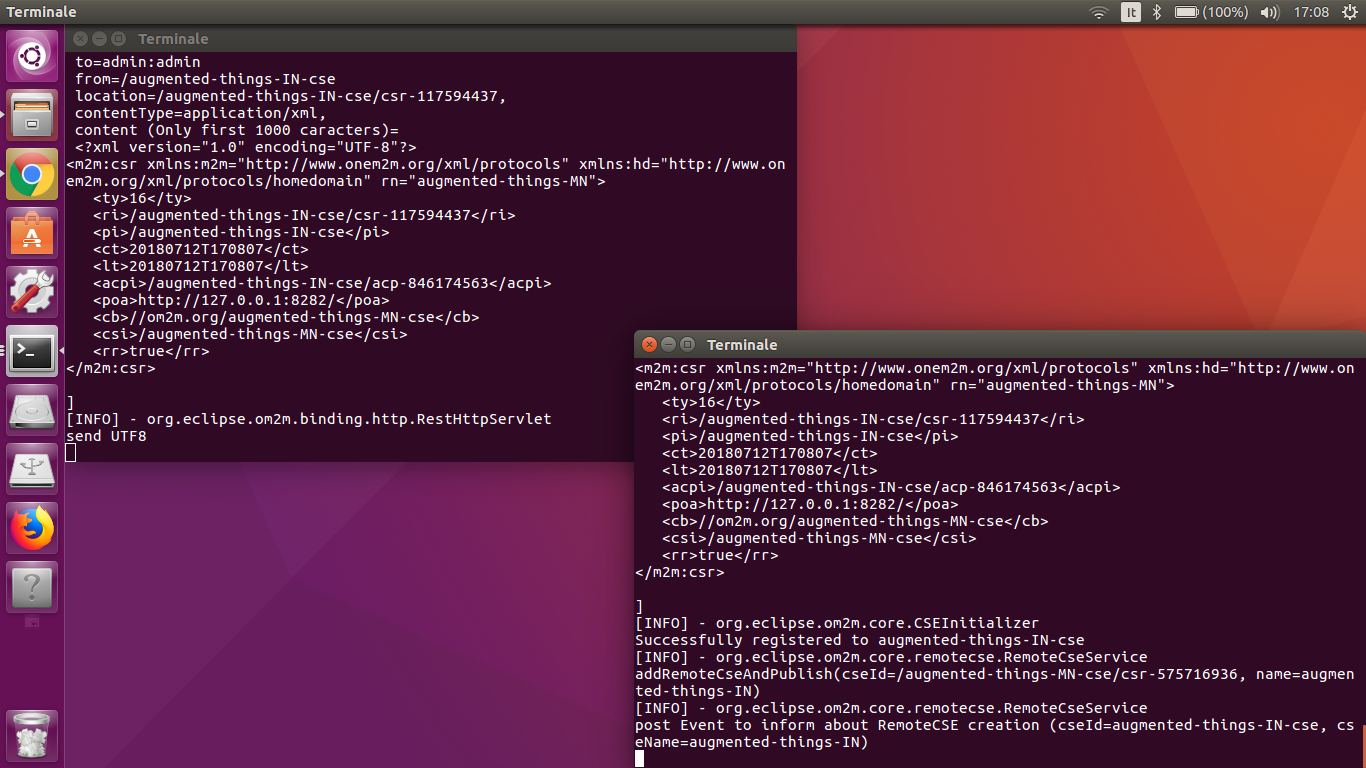 Terminale
It
(100%)
17:08
Terminale
to=admin:admin
from=/augmented-things-IN-cse
location=/augmented-things-IN-cse/csr-117594437,
contentType=application/xml,
content (Only first 1000 caracters)=
<?xml version="1.0" encoding="UTF-8"?>
<m2m:csr xmlns:m2m="http://www.onem2m.org/xml/protocols" xmlns:hd="http://www.on
em2m.org/xml/protocols/homedomain" rn="augmented-things-MN">
<ty>16</ty>
<ri>/augmented-things-IN-cse/csr-117594437</ri>
<pi>/augmented-things-IN-cse</pi>
<ct>20180712T170807</ct>
<lt>20180712T170807</lt>
<acpi>/augmented-things-IN-cse/acp-846174563</acpi>
<poa>http://127.0.0.1:8282/</poa>
<cb>//om2m.org/augmented-things-MN-cse</cb>
<csi>/augmented-things-MN-cse</csi>
<rr>true</rr>
</m2m:csr>
]
[INFO] - org.eclipse.om2m.binding.http.RestHttpServlet
send UTF8
Terminale
<m2m:csr xmlns:m2m="http://www.onem2m.org/xml/protocols" xmlns:hd="http://www.on
em2m.org/xml/protocols/homedomain" rn="augmented-things-MN">
<ty>16</ty>
<ri>/augmented-things-IN-cse/csr-117594437</ri>
<pi>/augmented-things-IN-cse</pi>
<ct>20180712T170807</ct>
<lt>20180712T170807</lt>
<acpi>/augmented-things-IN-cse/acp-846174563</acpi>
<poa>http://127.0.0.1:8282/</poa>
<cb>//om2m.org/augmented-things-MN-cse</cb>
<csi>/augmented-things-MN-cse</csi>
<rr>true</rr>
</m2m:csr>
]
[INFO] - org.eclipse.om2m.core.CSEInitializer
Successfully registered to augmented-things-IN-cse
[INFO] - org.eclipse.om2m.core.remotecse.RemoteCseService
addRemoteCseAndPublish(cseId=/augmented-things-MN-cse/csr-575716936, name=augmen
ted-things-IN)
[INFO] - org.eclipse.om2m.core.remotecse.RemoteCseService
post Event to inform about RemoteCSE creation (cseId=augmented-things-IN-cse, cs
eName=augmented-things-IN)